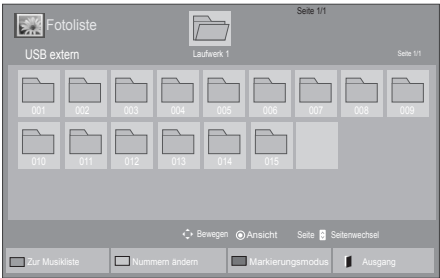 Seite 1/1
Fotoliste
USB extern
Laufwerk 1
Seite 1/1
001 002 003 004 005 006 007 008 009
010 011 012 013 014 015
Bewegen Ansicht Seite Seitenwechsel
Zur Musikliste Nummern ändern Markierungsmodus Ausgang